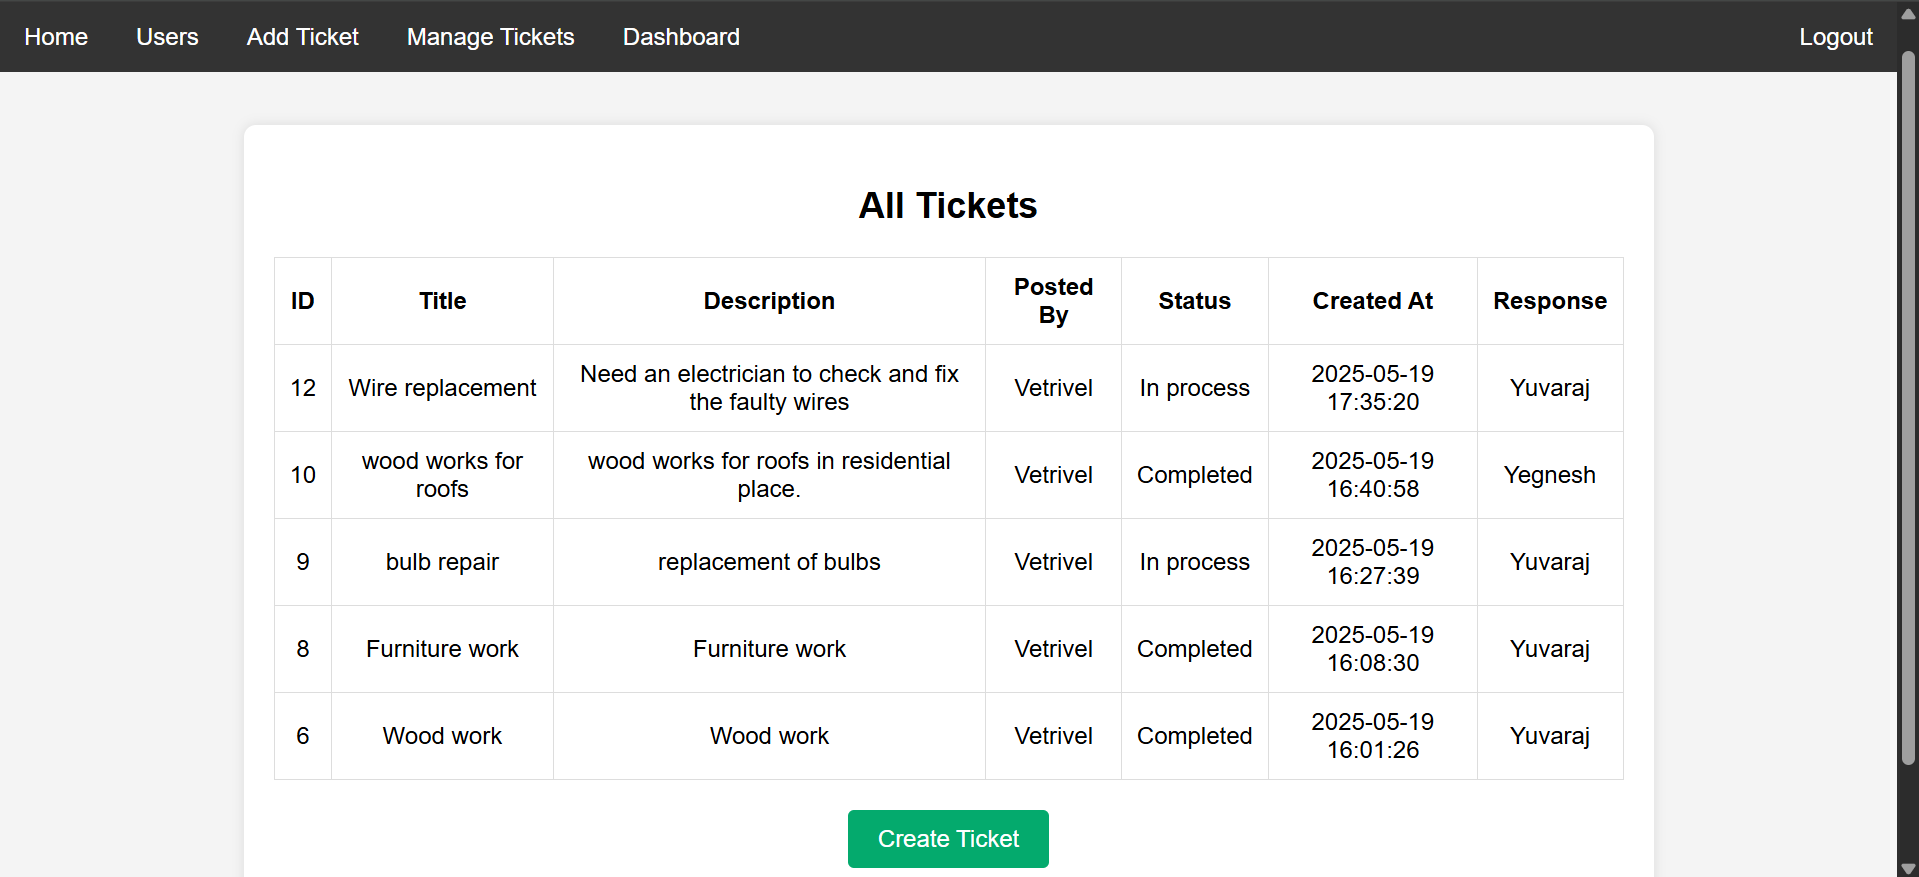 Home Users Add Ticket Manage Tickets Dashboard Logout
All Tickets
ID Title Description Posted By Status Created At Response
12 Wire replacement Need an electrician to check and fix the faulty wires Vetrivel In process 2025-05-19 17:35:20 Yuvaraj
10 wood works for roofs wood works for roofs in residential place. Vetrivel Completed 2025-05-19 16:40:58 Yegnesh
9 bulb repair replacement of bulbs Vetrivel In process 2025-05-19 16:27:39 Yuvaraj
8 Furniture work Furniture work Vetrivel Completed 2025-05-19 16:08:30 Yuvaraj
6 Wood work Wood work Vetrivel Completed 2025-05-19 16:01:26 Yuvaraj
Create Ticket